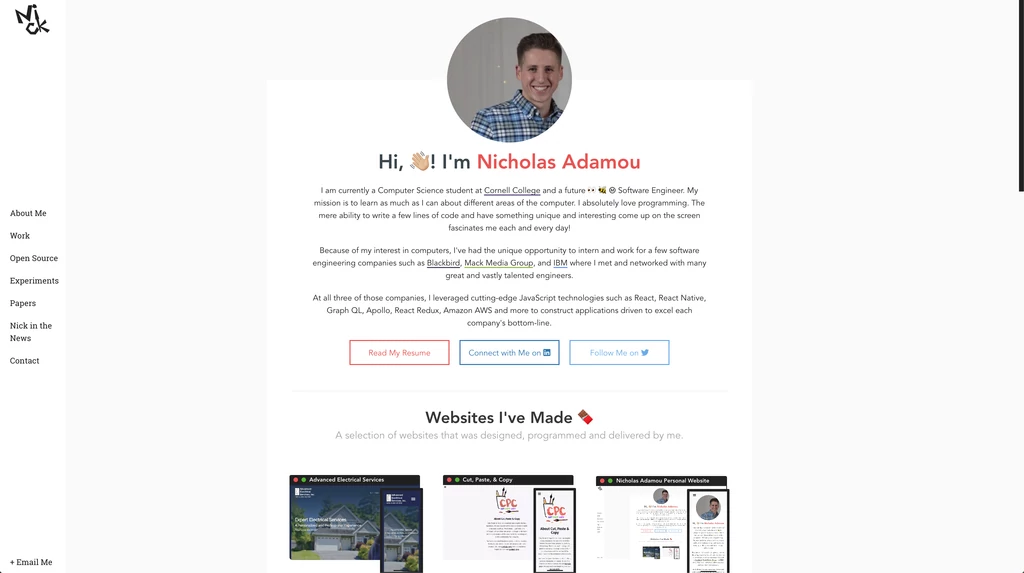 Nick
About Me
Work
Open Source
Experiments
Papers
Nick in the
News
Contact
+ Email Me
Hi, 👋🏼! I'm Nicholas Adamou
I am currently a Computer Science student at Cornell College and a future 👀 🐝 Ⓜ Software Engineer. My
mission is to learn as much as I can about different areas of the computer. I absolutely love programming. The
mere ability to write a few lines of code and have something unique and interesting come up on the screen
fascinates me each and every day!
Because of my interest in computers, I've had the unique opportunity to intern and work for a few software
engineering companies such as Blackbird, Mack Media Group, and IBM where I met and networked with many
great and vastly talented engineers.
At all three of those companies, I leveraged cutting-edge JavaScript technologies such as React, React Native,
Graph QL, Apollo, React Redux, Amazon AWS and more to construct applications driven to excel each
company's bottom-line.
Read My Resume
Connect with Me on
Follow Me on
Websites I've Made 🍫
A selection of websites that was designed, programmed and delivered by me.
Advanced Electrical Services
Cut, Paste, & Copy
Nicholas Adamou Personal Website
Expert Electrical Services
CPC
CPC
About Cut, Paste &
Copy